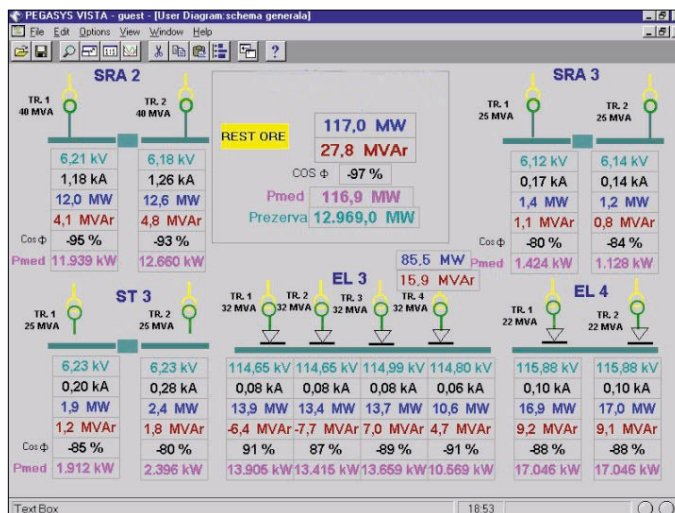 PEGASYS VISTA - guest - [User Diagram:schema generala]
File Edit Options View Window Help
SRA 2
TR. 1
40 MVA
TR. 2
40 MVA
6,21 kV 6,18 kV
1,18 kA 1,26 kA
12,0 MW 12,6 MW
4,1 MVAr 4,8 MVAr
Cos Φ -95 % -93 %
Pmed 11.939 kW 12.660 kW
REST ORE
117,0 MW
27,8 MVAr
COS Φ -97 %
Pmed 116,9 MW
Prezerva 12.969,0 MW
SRA 3
TR. 1
25 MVA
TR. 2
25 MVA
6,12 kV 6,14 kV
0,17 kA 0,14 kA
1,4 MW 1,2 MW
1,1 MVAr 0,8 MVAr
Cos Φ -80 % -84 %
Pmed 1.424 kW 1.128 kW
ST 3
TR. 1
25 MVA
TR. 2
25 MVA
6,23 kV 6,23 kV
0,20 kA 0,28 kA
1,9 MW 2,4 MW
1,2 MVAr 1,8 MVAr
Cos Φ -85 % -80 %
Pmed 1.912 kW 2.396 kW
85,5 MW
15,9 MVAr
EL 3
TR. 1
32 MVA
TR. 2
32 MVA
TR. 3
32 MVA
TR. 4
32 MVA
114,65 kV 114,65 kV 114,99 kV 114,80 kV
0,08 kA 0,08 kA 0,08 kA 0,06 kA
13,9 MW 13,4 MW 13,7 MW 10,6 MW
-6,4 MVAr -7,7 MVAr 7,0 MVAr 4,7 MVAr
91 % 87 % -89 % -91 %
13.905 kW 13.415 kW 13.659 kW 10.569 kW
EL 4
TR. 1
22 MVA
TR. 2
22 MVA
115,88 kV 115,88 kV
0,10 kA 0,10 kA
16,9 MW 17,0 MW
9,2 MVAr 9,1 MVAr
-88 % -88 %
17.046 kW 17.046 kW
Text Box 18:53